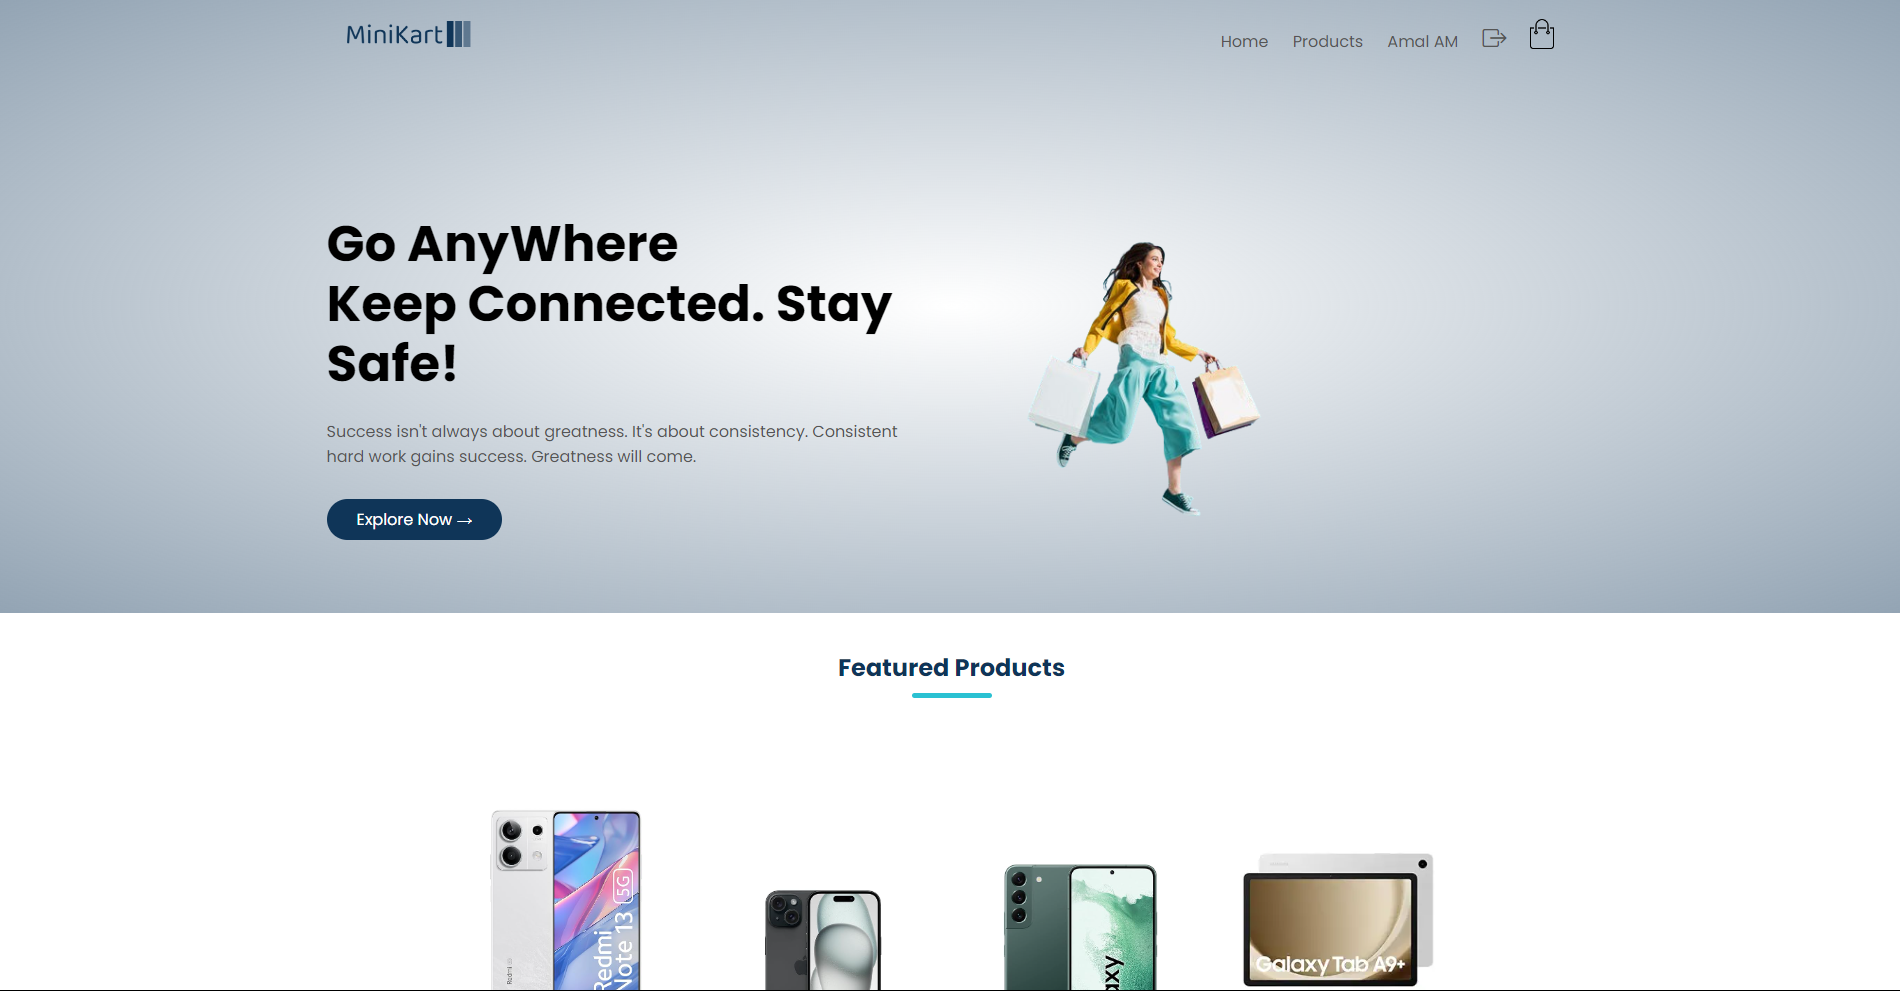 MiniKart
Home
Products
Amal AM
Go AnyWhere
Keep Connected. Stay
Safe!
Success isn't always about greatness. It's about consistency. Consistent
hard work gains success. Greatness will come.
Explore Now →
Featured Products
Redmi
Note 13 5G
Redmi
axy
Galaxy Tab A9+